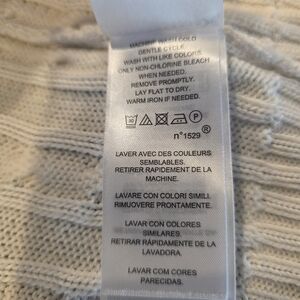 MACHINE WASH COLD
GENTLE CYCLE
WASH WITH LIKE COLORS
ONLY NON-CHLORINE BLEACH
WHEN NEEDED.
REMOVE PROMPTLY.
LAY FLAT TO DRY.
WARM IRON IF NEEDED.
30 P
n°1529 ®
LAVER AVEC DES COULEURS
SEMBLABLES.
RETIRER RAPIDEMENT DE LA
MACHINE.
LAVARE CON COLORI SIMILI.
RIMUOVERE PRONTAMENTE.
LAVAR CON COLORES
SIMILARES.
RETIRAR RÁPIDAMENTE DE LA
LAVADORA.
LAVAR COM CORES
PARECIDAS.